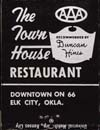 AAA
The
Town
House
RECOMMENDED BY
Duncan
Hines
RESTAURANT
DOWNTOWN ON 66
ELK CITY, OKLA.